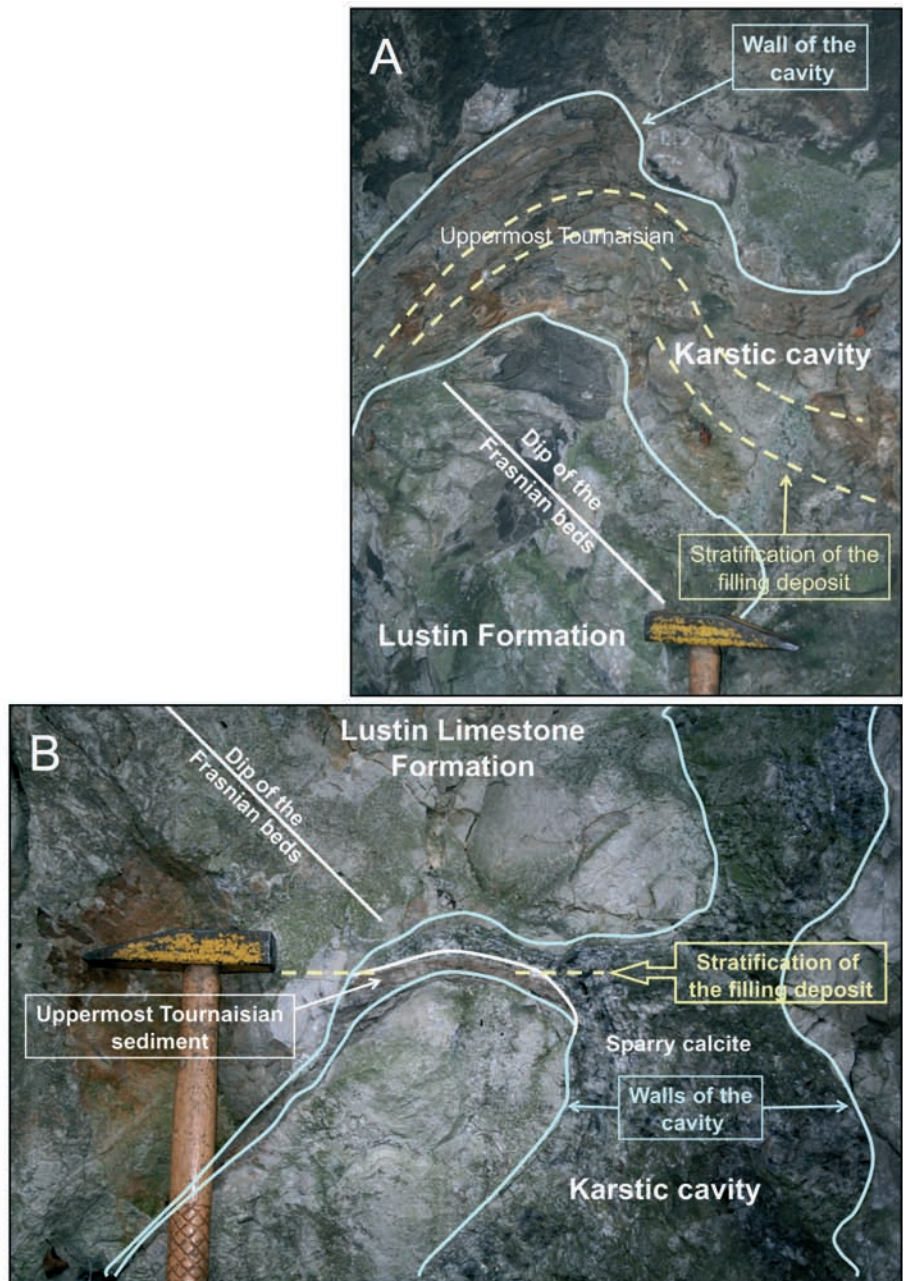 A
Wall of the
cavity
Uppermost Tournaisian
Karstic cavity
Dip of the
Frasnian beds
Stratification of the
filling deposit
Lustin Formation
B
Lustin Limestone
Formation
Dip of the
Frasnian beds
Stratification of
the filling deposit
Uppermost Tournaisian
sediment
Sparry calcite
Walls of the
cavity
Karstic cavity